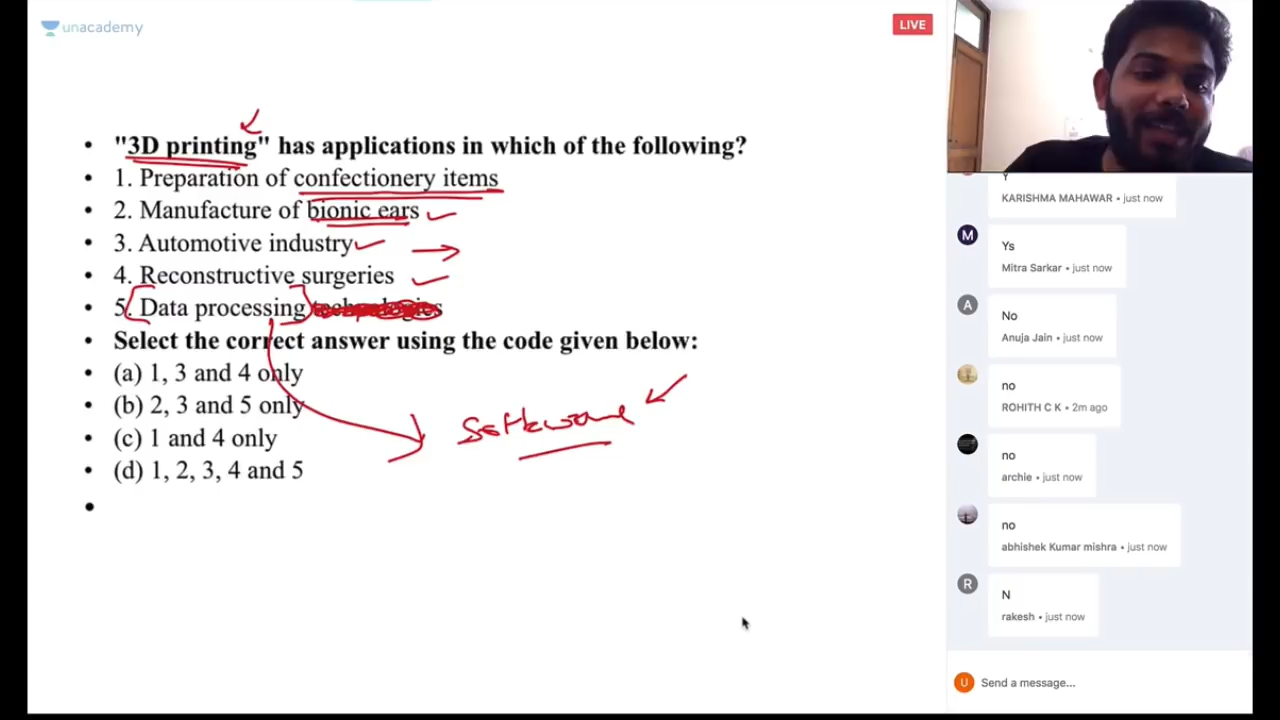 unacademy
LIVE
• "3D printing" has applications in which of the following?
• 1. Preparation of confectionery items
• 2. Manufacture of bionic ears
• 3. Automotive industry
• 4. Reconstructive surgeries
• 5. Data processing technologies
• Select the correct answer using the code given below:
• (a) 1, 3 and 4 only
• (b) 2, 3 and 5 only
• (c) 1 and 4 only
• (d) 1, 2, 3, 4 and 5
•
Software
Y
KARISHMA MAHAWAR • just now
M
Ys
Mitra Sarkar • just now
A
No
Anuja Jain • just now
no
ROHITH C K • 2m ago
no
archie • just now
no
abhishek Kumar mishra • just now
R
N
rakesh • just now
U
Send a message...